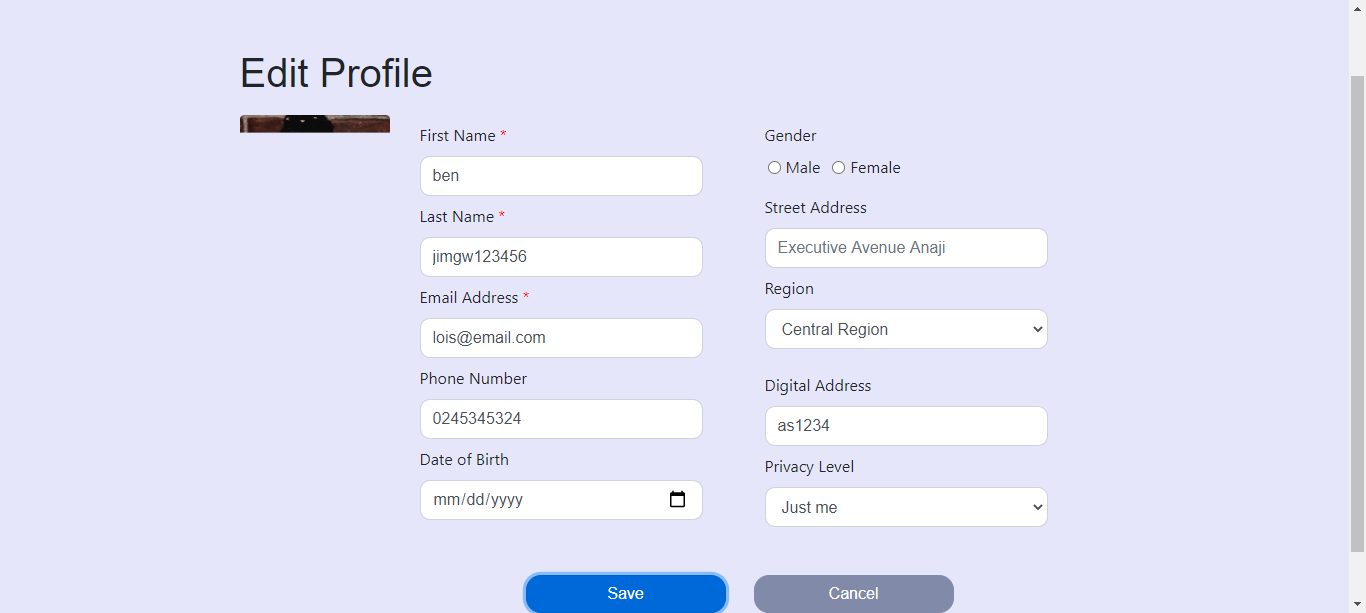 Edit Profile
First Name *
ben
Last Name *
jimgw123456
Email Address *
lois@email.com
Phone Number
0245345324
Date of Birth
mm/dd/yyyy
Gender
Male Female
Street Address
Executive Avenue Anaji
Region
Central Region
Digital Address
as1234
Privacy Level
Just me
Save
Cancel